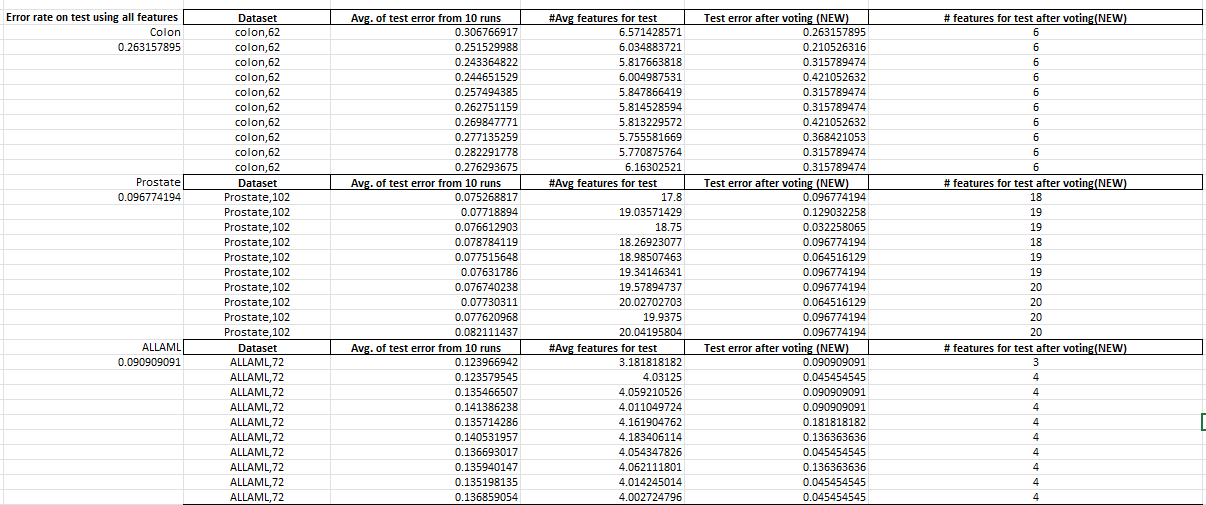 Error rate on test using all features Dataset Avg. of test error from 10 runs #Avg features for test Test error after voting (NEW) # features for test after voting(NEW)
Colon colon,62 0.306766917 6.571428571 0.263157895 6
0.263157895 colon,62 0.251529988 6.034883721 0.210526316 6
colon,62 0.243364822 5.817663818 0.315789474 6
colon,62 0.244651529 6.004987531 0.421052632 6
colon,62 0.257494385 5.847866419 0.315789474 6
colon,62 0.262751159 5.814528594 0.315789474 6
colon,62 0.269847771 5.813229572 0.421052632 6
colon,62 0.277135259 5.755581669 0.368421053 6
colon,62 0.282291778 5.770875764 0.315789474 6
colon,62 0.276293675 6.16302521 0.315789474 6
Prostate Dataset Avg. of test error from 10 runs #Avg features for test Test error after voting (NEW) # features for test after voting(NEW)
0.096774194 Prostate,102 0.075268817 17.8 0.096774194 18
Prostate,102 0.07718894 19.03571429 0.129032258 19
Prostate,102 0.076612903 18.75 0.032258065 19
Prostate,102 0.078784119 18.26923077 0.096774194 18
Prostate,102 0.077515648 18.98507463 0.064516129 19
Prostate,102 0.07631786 19.34146341 0.096774194 19
Prostate,102 0.076740238 19.57894737 0.096774194 20
Prostate,102 0.07730311 20.02702703 0.064516129 20
Prostate,102 0.077620968 19.9375 0.096774194 20
Prostate,102 0.082111437 20.04195804 0.096774194 20
ALLAML Dataset Avg. of test error from 10 runs #Avg features for test Test error after voting (NEW) # features for test after voting(NEW)
0.090909091 ALLAML,72 0.123966942 3.181818182 0.090909091 3
ALLAML,72 0.123579545 4.03125 0.045454545 4
ALLAML,72 0.135466507 4.059210526 0.090909091 4
ALLAML,72 0.141386238 4.011049724 0.090909091 4
ALLAML,72 0.135714286 4.161904762 0.181818182 4
ALLAML,72 0.140531957 4.183406114 0.136363636 4
ALLAML,72 0.136693017 4.054347826 0.045454545 4
ALLAML,72 0.135940147 4.062111801 0.136363636 4
ALLAML,72 0.135198135 4.014245014 0.045454545 4
ALLAML,72 0.136859054 4.002724796 0.045454545 4